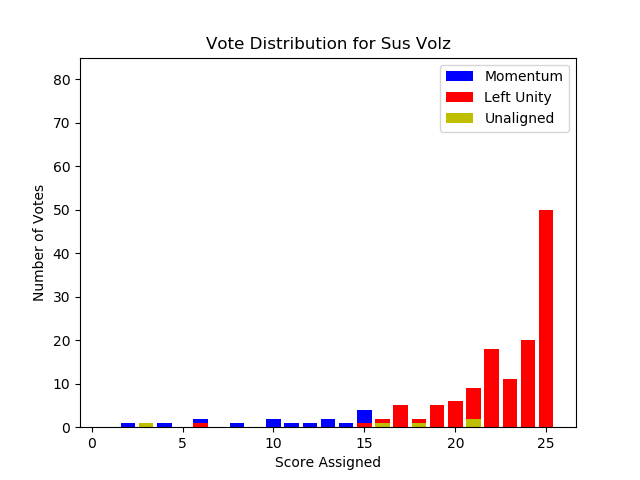 Vote Distribution for Sus Volz
Momentum
Left Unity
Unaligned
Number of Votes
80
70
60
50
40
30
20
10
0
0 5 10 15 20 25
Score Assigned